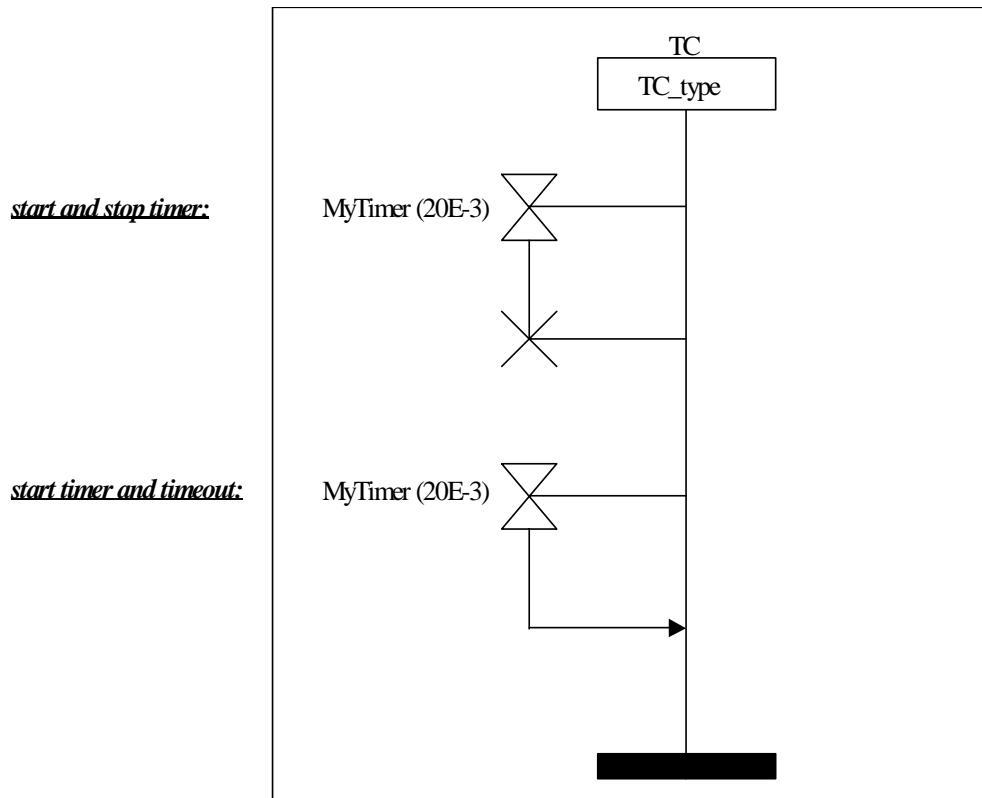 TC
TC_type
start and stop timer:
MyTimer (20E-3)
start timer and timeout:
MyTimer (20E-3)